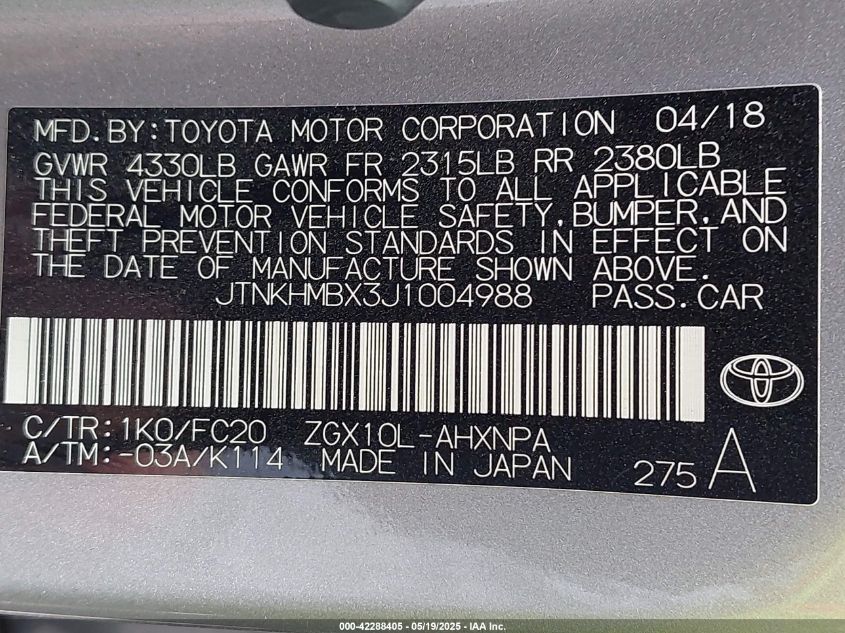 MFD.BY:TOYOTA MOTOR CORPORATION 04/18
GVWR 4330LB GAWR FR 2315LB RR 2380LB
THIS VEHICLE CONFORMS TO ALL APPLICABLE
FEDERAL MOTOR VEHICLE SAFETY,BUMPER,AND
THEFT PREVENTION STANDARDS IN EFFECT ON
THE DATE OF MANUFACTURE SHOWN ABOVE.
JTNKHMBX3J1004988 PASS.CAR
C/TR:1K0/FC20 ZGX10L-AHXNPA
A/TM:-03A/K114 MADE IN JAPAN 275 A
000-42288405 - 05/19/2025 - IAA Inc.